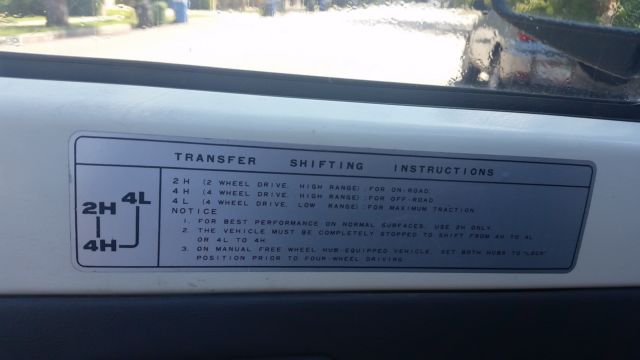 TRANSFER SHIFTING INSTRUCTIONS
2H 4L
4H
2 H (2 WHEEL DRIVE, HIGH RANGE) : FOR ON-ROAD.
4 H (4 WHEEL DRIVE, HIGH RANGE) : FOR OFF-ROAD.
4 L (4 WHEEL DRIVE, LOW RANGE) : FOR MAXIMUM TRACTION.
NOTICE
1. FOR BEST PERFORMANCE ON NORMAL SURFACES, USE 2H ONLY.
2. THE VEHICLE MUST BE COMPLETELY STOPPED TO SHIFT FROM 4H TO 4L
OR 4L TO 4H.
3. ON MANUAL FREE WHEEL HUB-EQUIPPED VEHICLE, SET BOTH HUBS TO "LOCK"
POSITION PRIOR TO FOUR-WHEEL DRIVING.